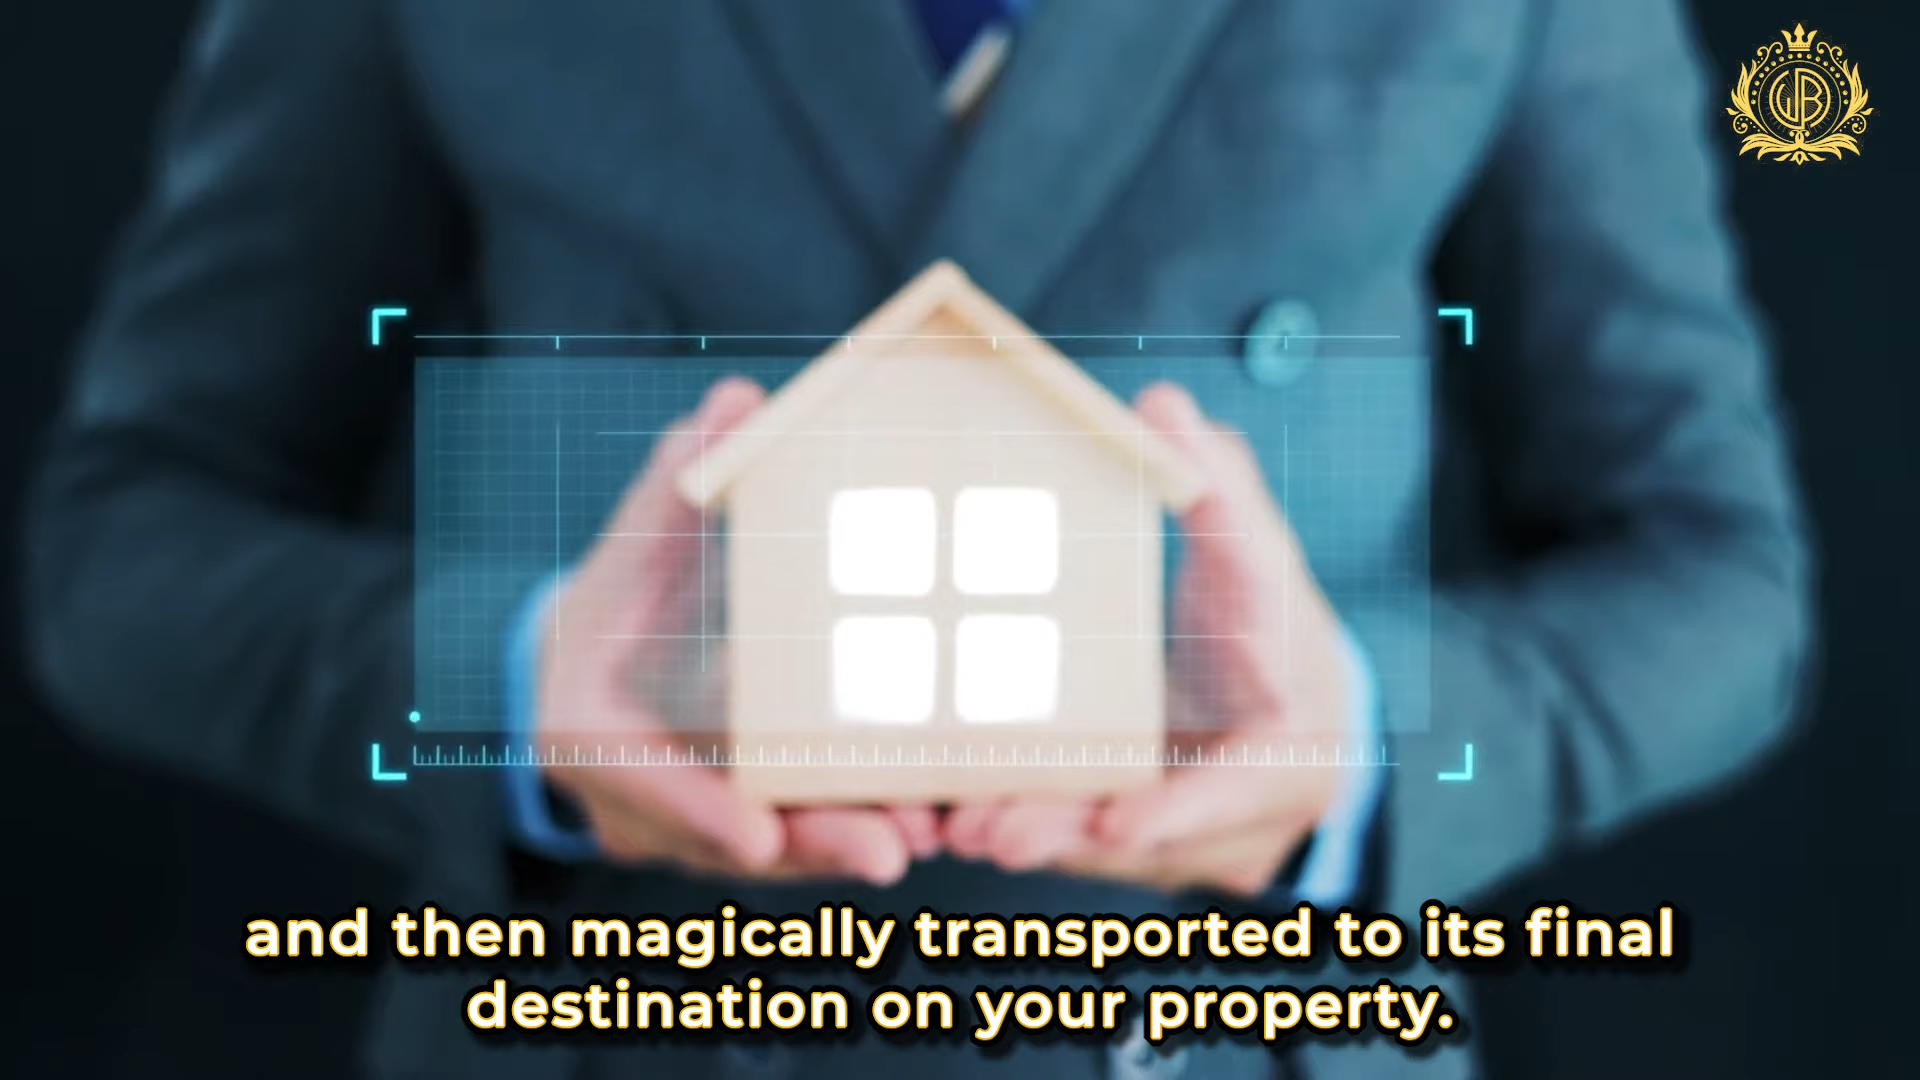 and then magically transported to its final
destination on your property.